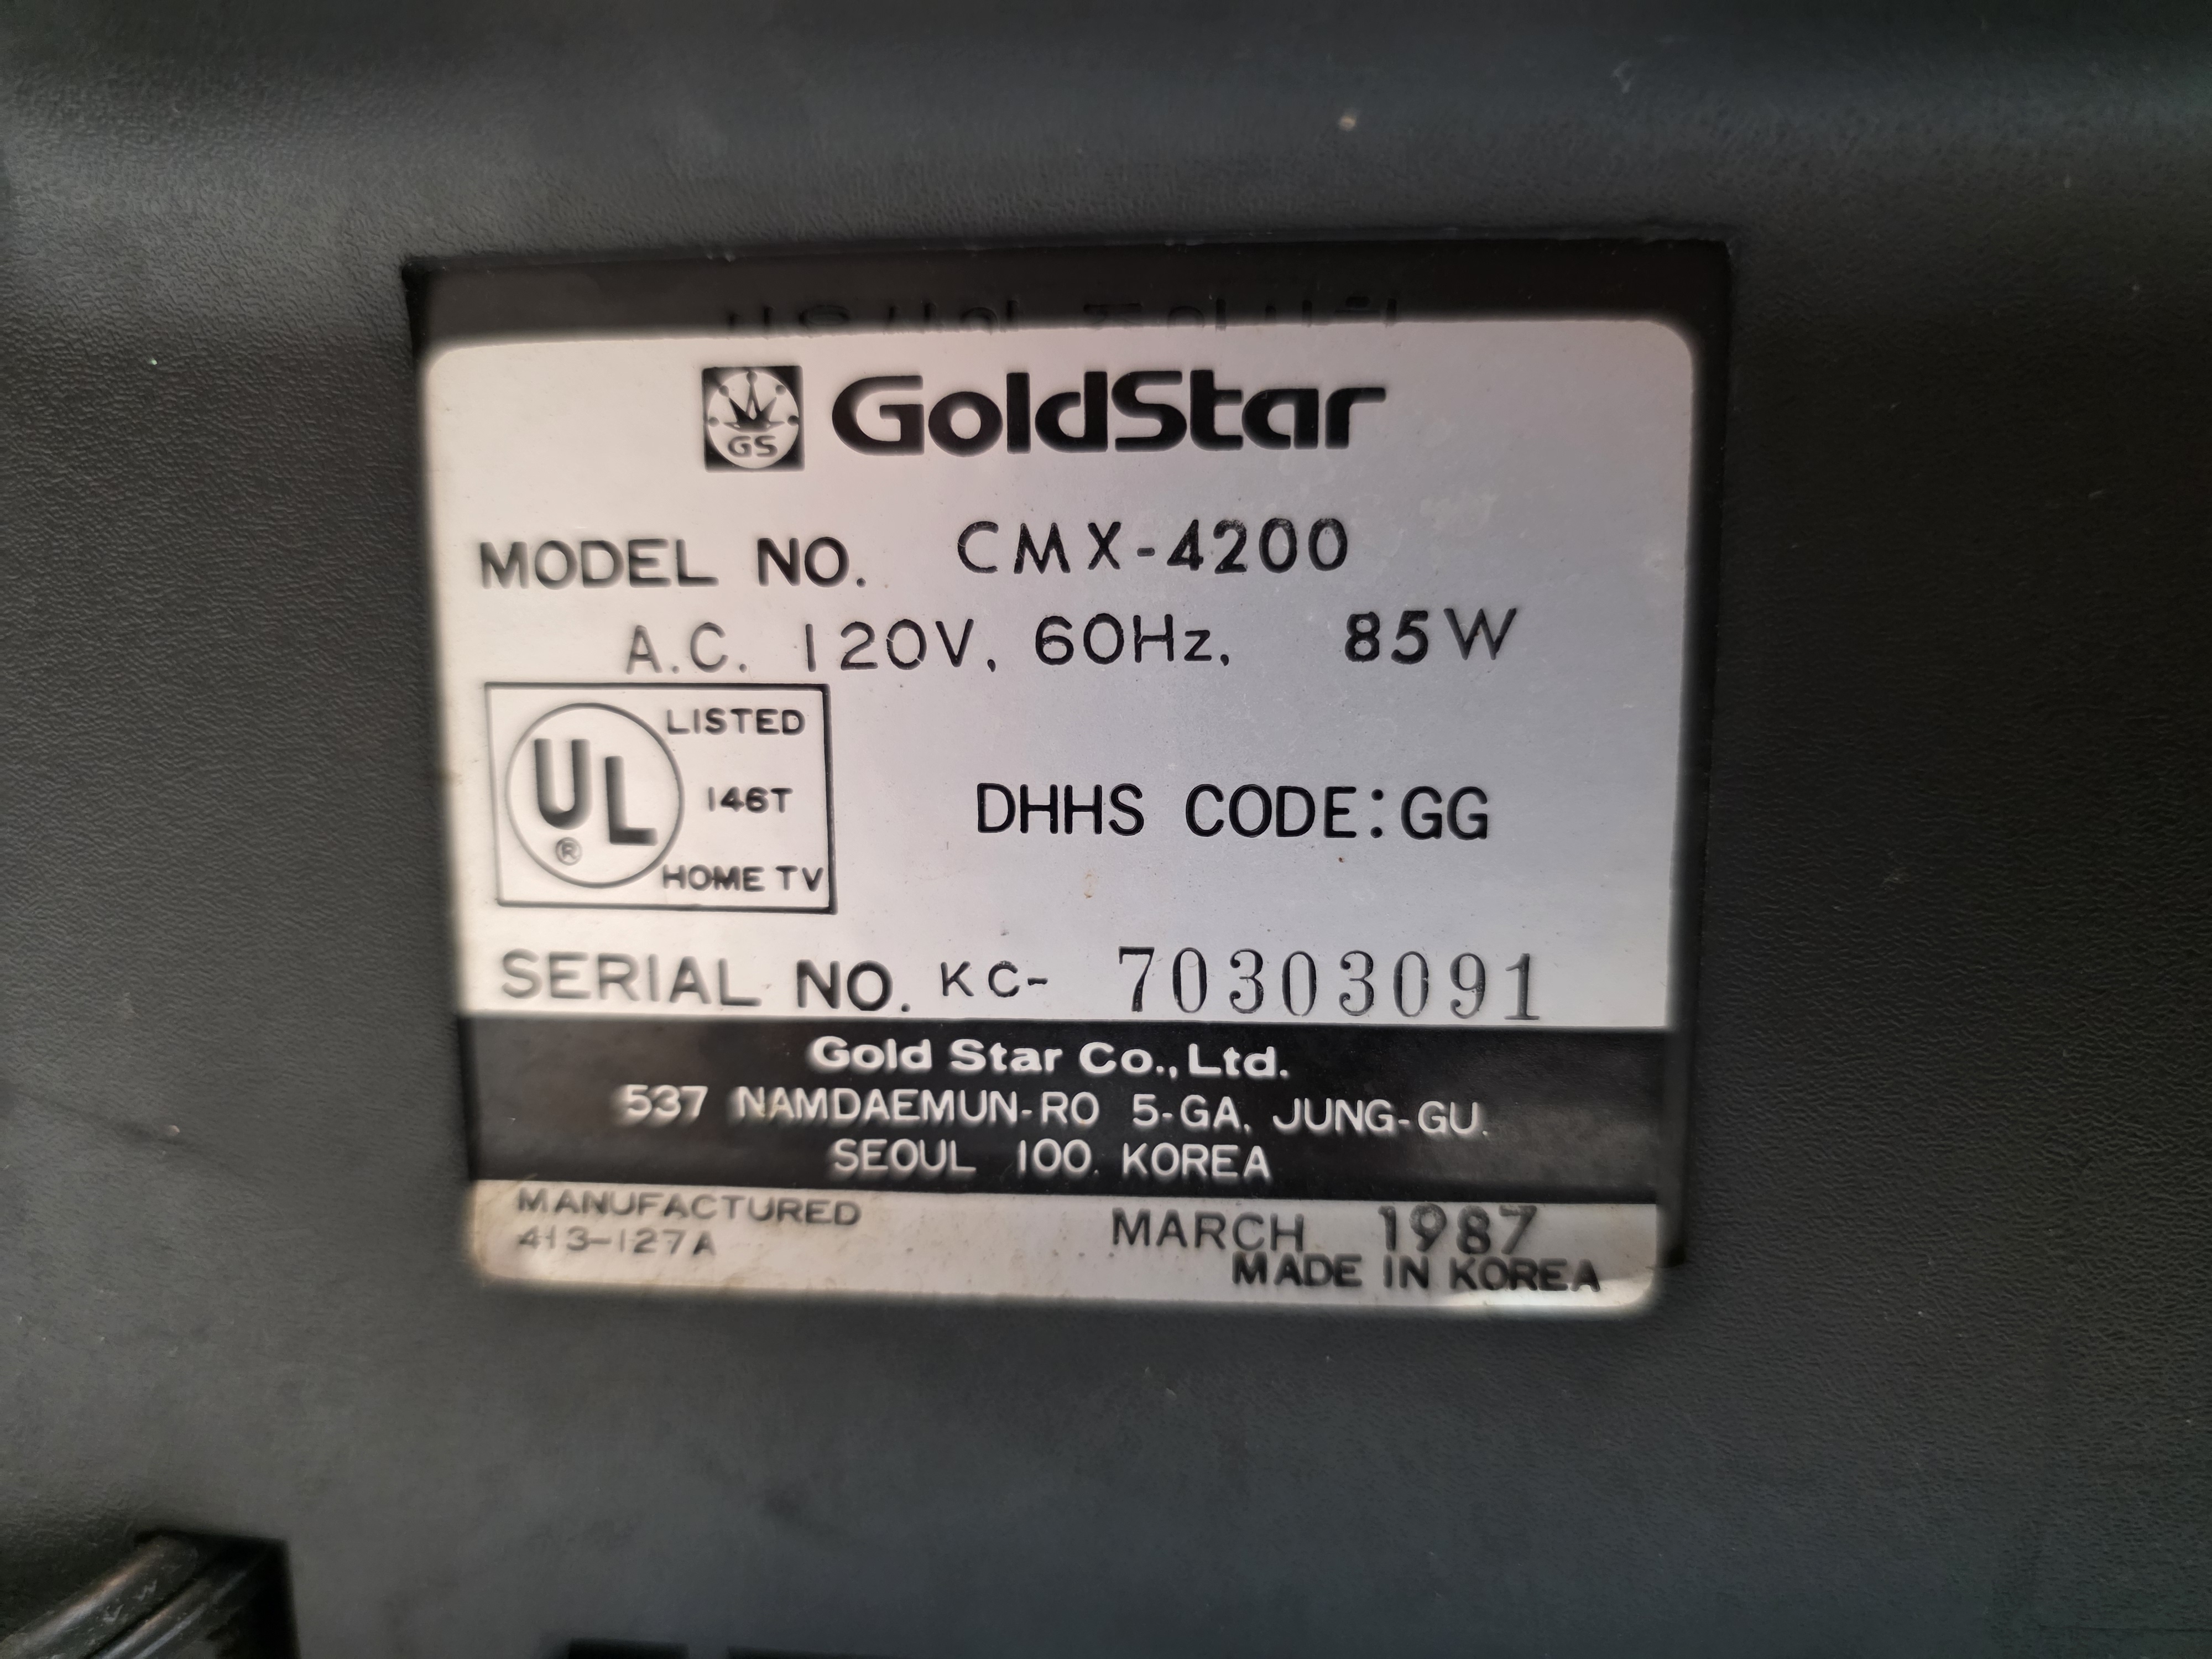 GS GoldStar
MODEL NO. CMX-4200
A.C. 120V, 60Hz, 85W
UL ® LISTED
146T
HOME TV
DHHS CODE:GG
SERIAL NO. KC- 70303091
Gold Star Co.,Ltd.
537 NAMDAEMUN-RO 5-GA, JUNG-GU.
SEOUL 100. KOREA
MANUFACTURED MARCH 1987
413-127A MADE IN KOREA